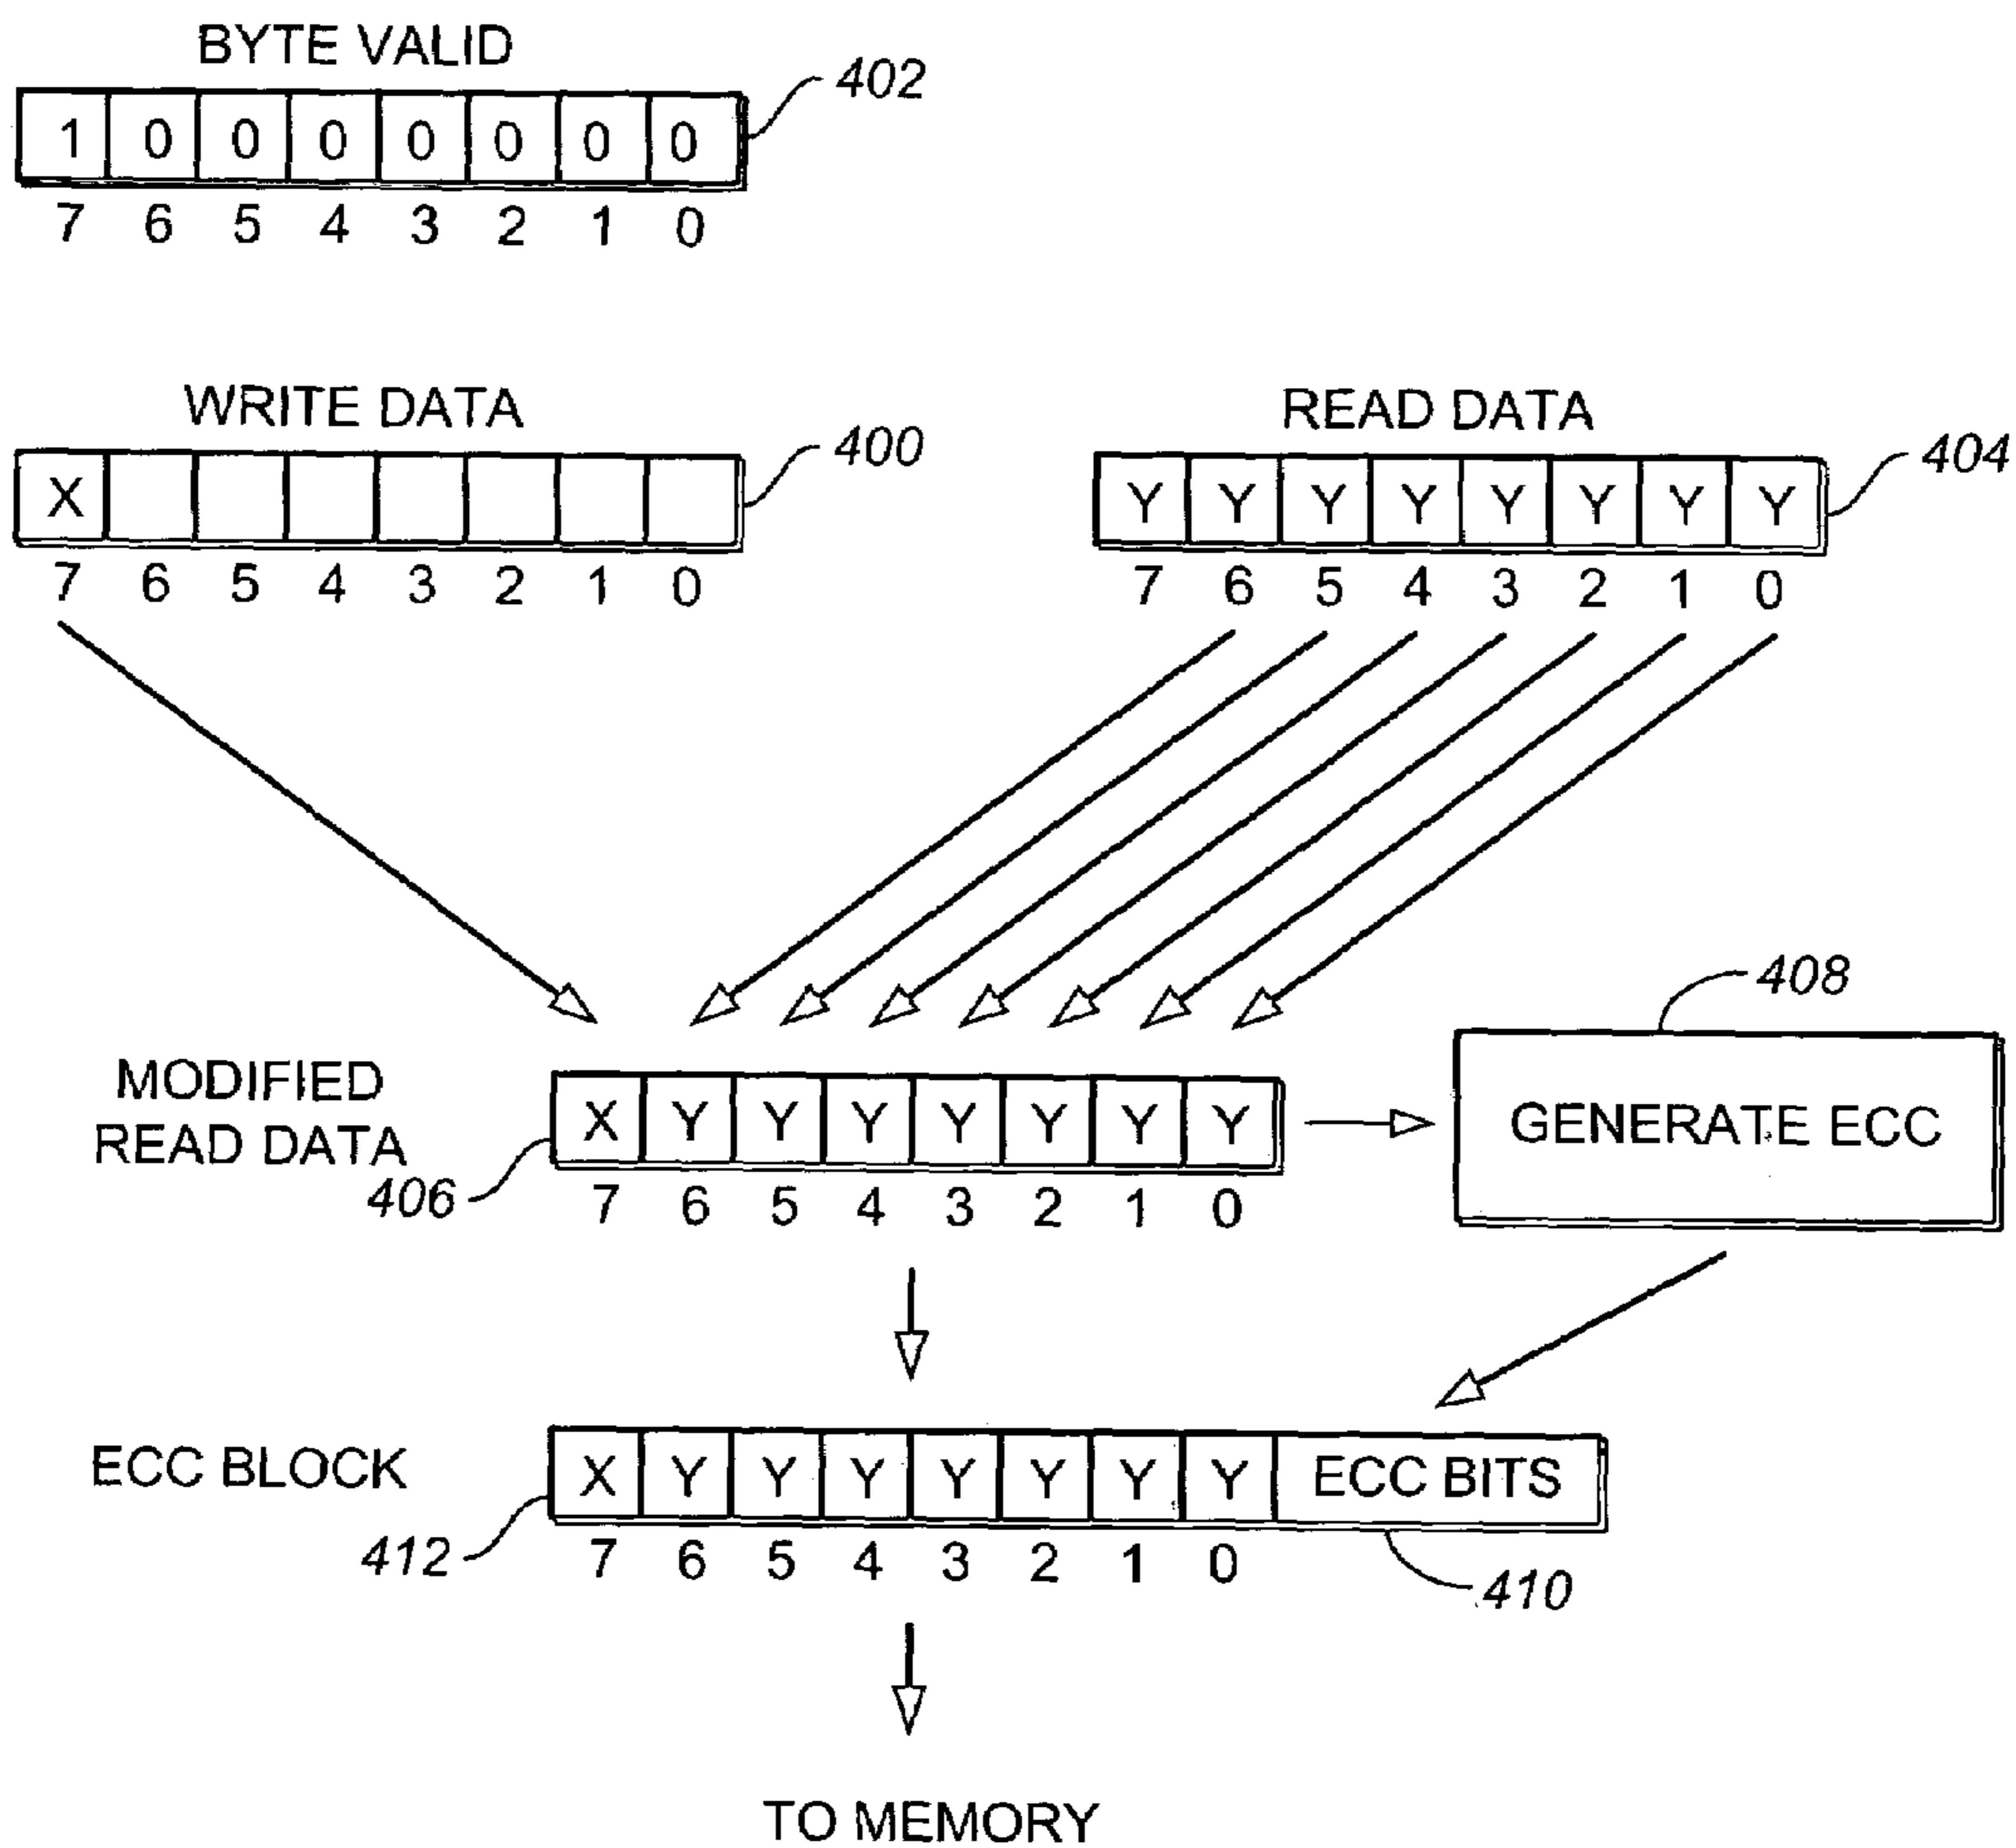 BYTE VALID
402
1 0 0 0 0 0 0 0
7 6 5 4 3 2 1 0
WRITE DATA
400
X
7 6 5 4 3 2 1 0
READ DATA
404
Y Y Y Y Y Y Y Y
7 6 5 4 3 2 1 0
MODIFIED
READ DATA
406
X Y Y Y Y Y Y Y
7 6 5 4 3 2 1 0
408
GENERATE ECC
ECC BLOCK
412
X Y Y Y Y Y Y Y ECC BITS
7 6 5 4 3 2 1 0
410
TO MEMORY